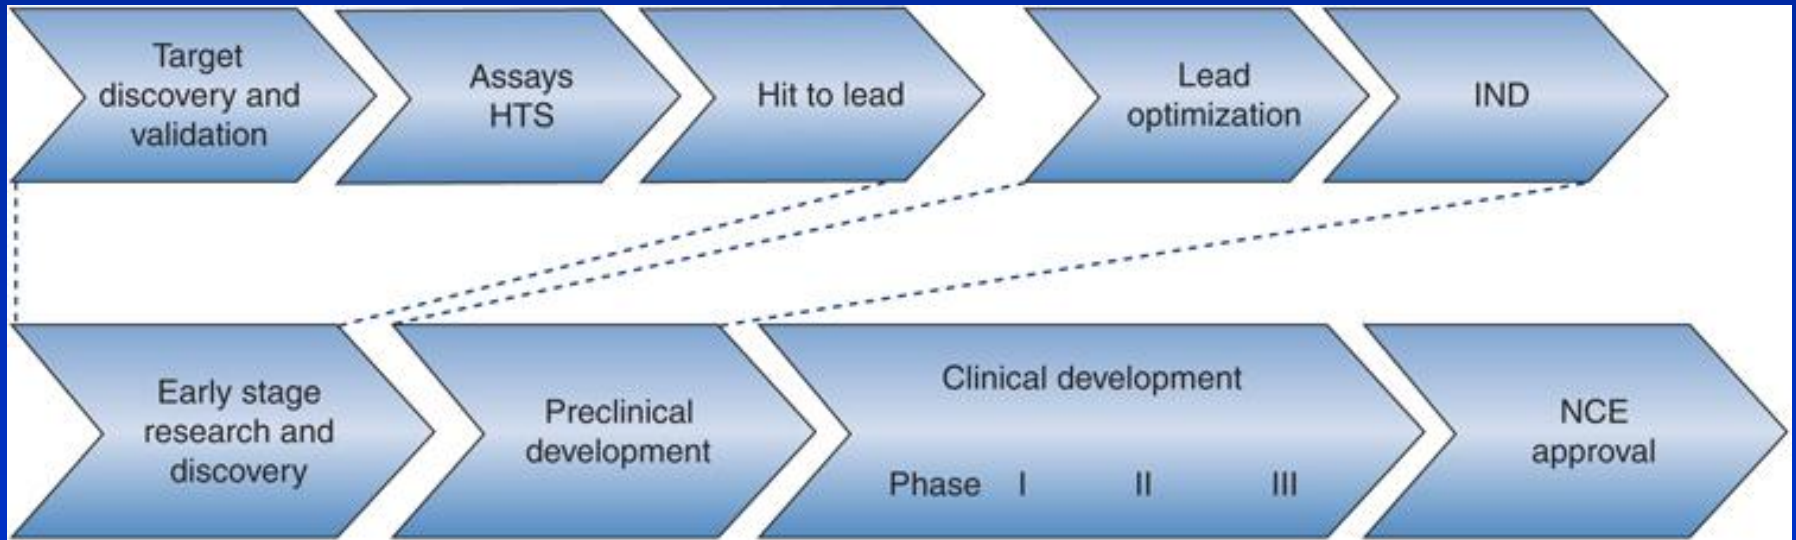 Target
discovery and
validation
Assays
HTS
Hit to lead
Lead
optimization
IND
Early stage
research and
discovery
Preclinical
development
Clinical development
Phase I II III
NCE
approval